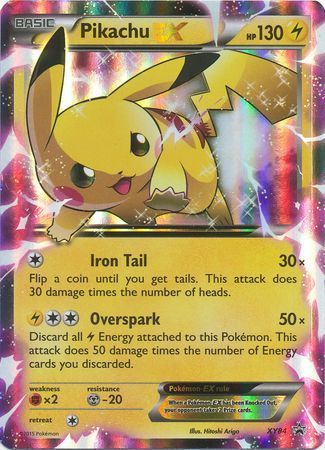 BASIC Pikachu EX HP130
Iron Tail 30×
Flip a coin until you get tails. This attack does
30 damage times the number of heads.
Overspark 50×
Discard all Energy attached to this Pokémon. This
attack does 50 damage times the number of Energy
cards you discarded.
weakness resistance
×2 -20
retreat
Pokémon-EX rule
When a Pokémon-EX has been Knocked Out,
your opponent takes 2 Prize cards.
©2015 Pokémon Illus. Hitoshi Ariga XY84